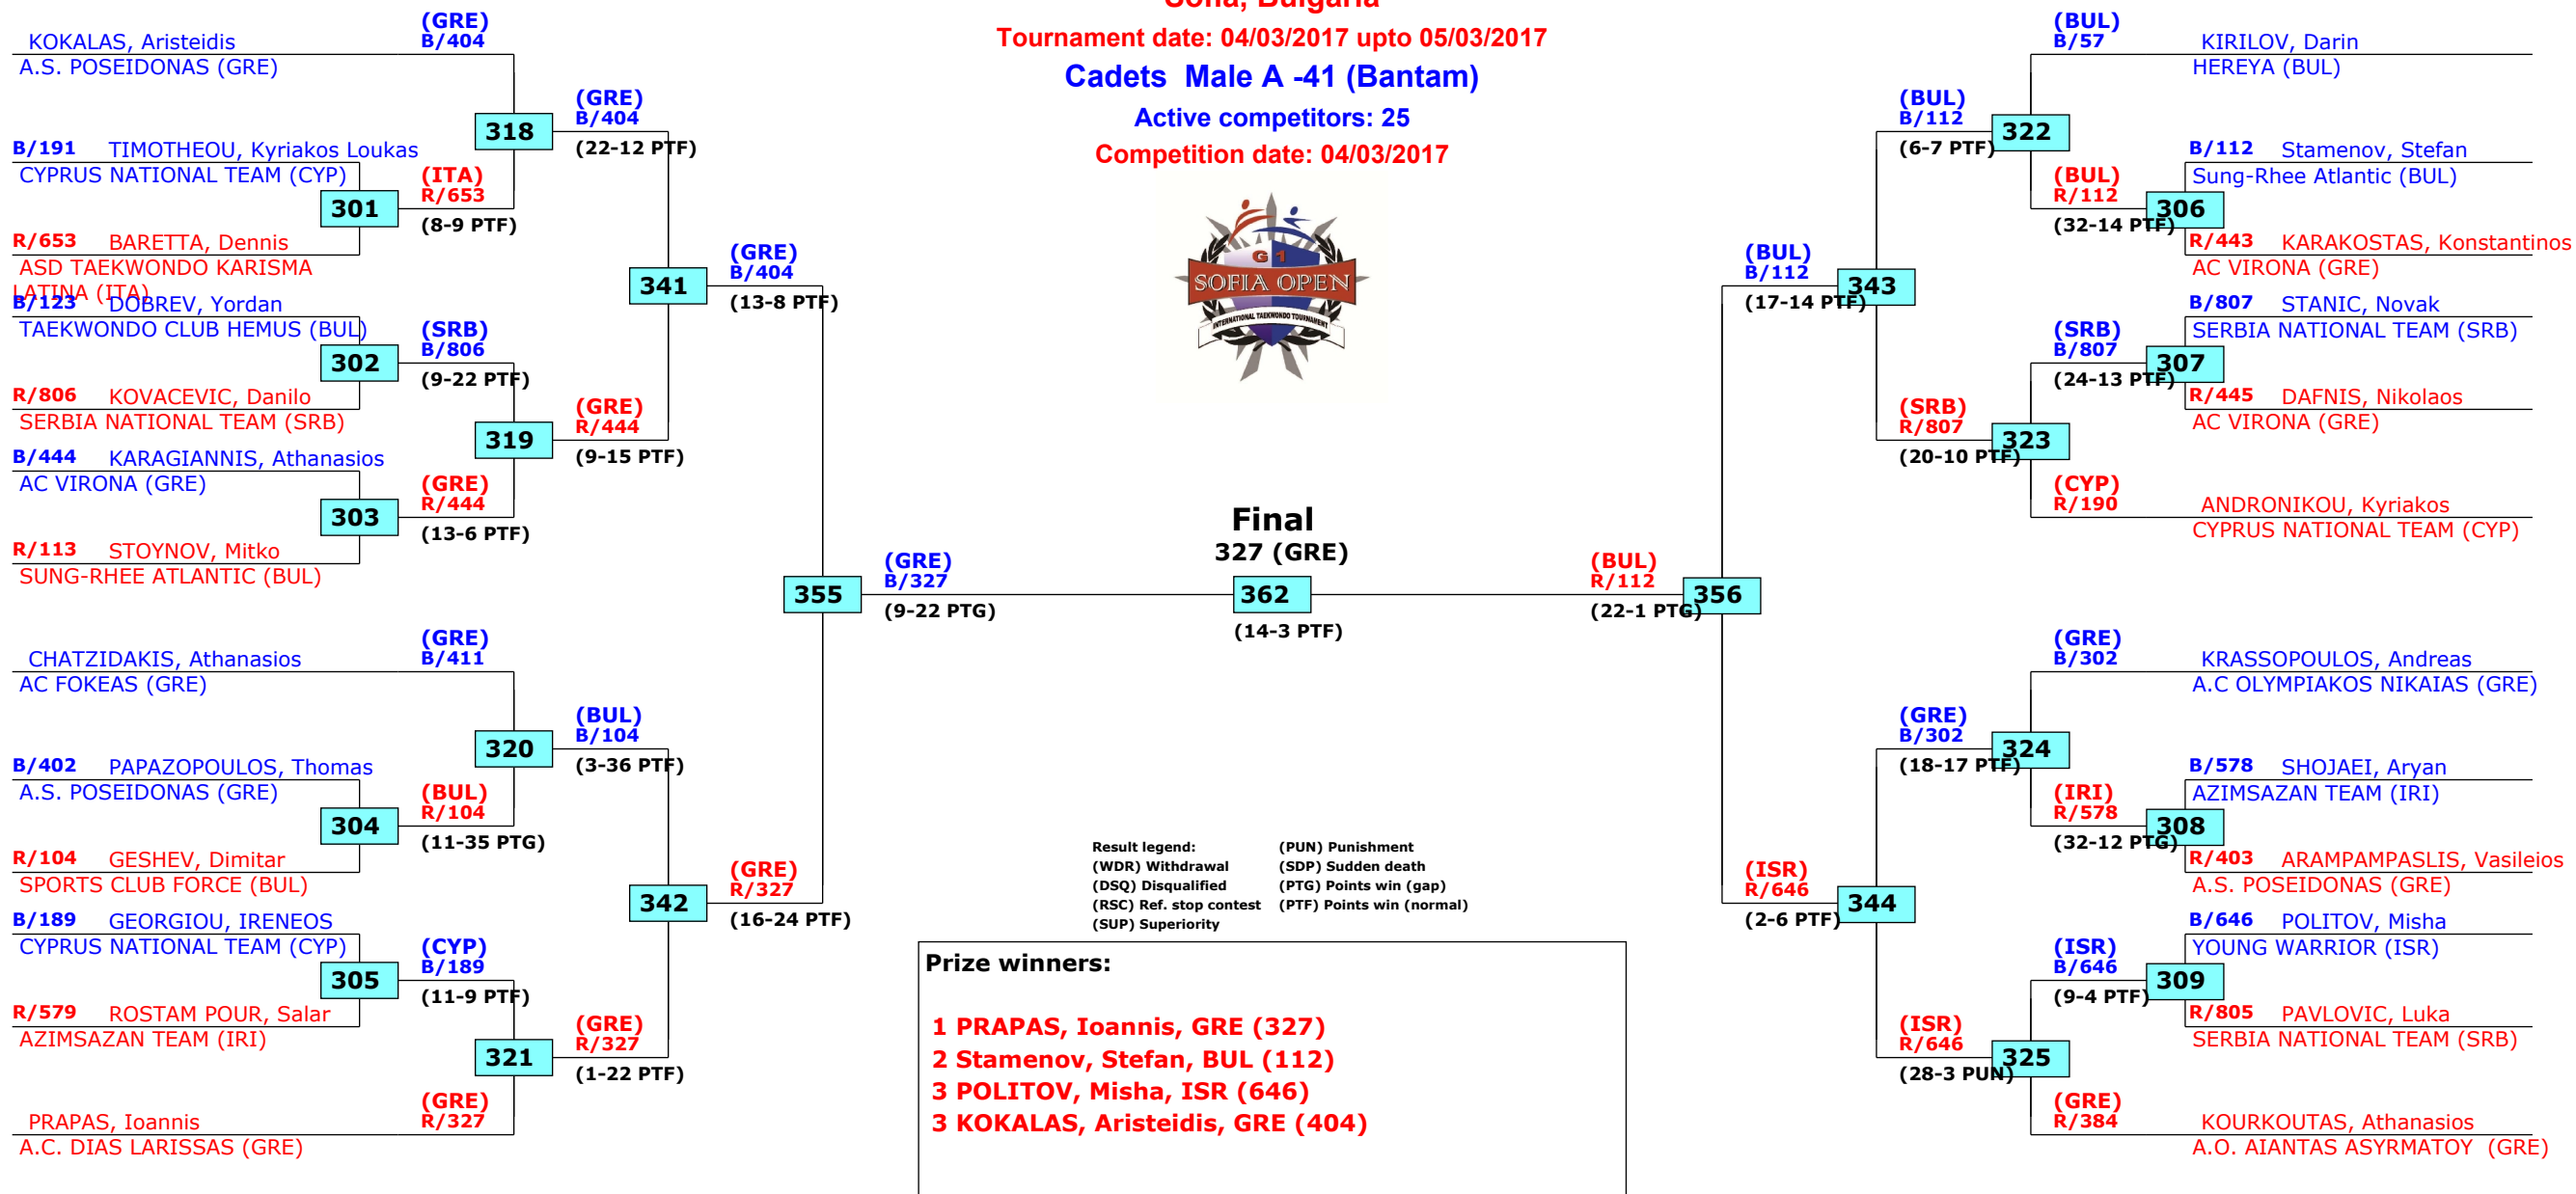 Sofia, Bulgaria
Tournament date: 04/03/2017 upto 05/03/2017
Cadets Male A -41 (Bantam)
Active competitors: 25
Competition date: 04/03/2017
G 1
SOFIA OPEN
INTERNATIONAL TAEKWONDO TOURNAMENT
KOKALAS, Aristeidis
A.S. POSEIDONAS (GRE)
(GRE)
B/404
B/191 TIMOTHEOU, Kyriakos Loukas
CYPRUS NATIONAL TEAM (CYP)
301
R/653 BARETTA, Dennis
ASD TAEKWONDO KARISMA
LATINA (ITA)
(ITA)
R/653
(8-9 PTF)
318
(GRE)
B/404
(22-12 PTF)
B/123 DOBREV, Yordan
TAEKWONDO CLUB HEMUS (BUL)
302
R/806 KOVACEVIC, Danilo
SERBIA NATIONAL TEAM (SRB)
(SRB)
B/806
(9-22 PTF)
319
B/444 KARAGIANNIS, Athanasios
AC VIRONA (GRE)
303
R/113 STOYNOV, Mitko
SUNG-RHEE ATLANTIC (BUL)
(GRE)
R/444
(13-6 PTF)
(GRE)
R/444
(9-15 PTF)
341
(GRE)
B/404
(13-8 PTF)
CHATZIDAKIS, Athanasios
AC FOKEAS (GRE)
(GRE)
B/411
B/402 PAPAZOPOULOS, Thomas
A.S. POSEIDONAS (GRE)
304
R/104 GESHEV, Dimitar
SPORTS CLUB FORCE (BUL)
(BUL)
R/104
(11-35 PTG)
320
(BUL)
B/104
(3-36 PTF)
B/189 GEORGIOU, IRENEOS
CYPRUS NATIONAL TEAM (CYP)
305
R/579 ROSTAM POUR, Salar
AZIMSAZAN TEAM (IRI)
(CYP)
B/189
(11-9 PTF)
321
PRAPAS, Ioannis
A.C. DIAS LARISSAS (GRE)
(GRE)
R/327
(GRE)
R/327
(1-22 PTF)
342
(GRE)
R/327
(16-24 PTF)
355
(GRE)
B/327
(9-22 PTG)
Final
327 (GRE)
362
(14-3 PTF)
(BUL)
R/112
(22-1 PTG)
356
(BUL)
B/112
(17-14 PTF)
343
(BUL)
B/112
(6-7 PTF)
322
(BUL)
B/57
KIRILOV, Darin
HEREYA (BUL)
(BUL)
R/112
(32-14 PTF)
306
B/112 Stamenov, Stefan
Sung-Rhee Atlantic (BUL)
R/443 KARAKOSTAS, Konstantinos
AC VIRONA (GRE)
(SRB)
R/807
(20-10 PTF)
323
(SRB)
B/807
(24-13 PTF)
307
B/807 STANIC, Novak
SERBIA NATIONAL TEAM (SRB)
R/445 DAFNIS, Nikolaos
AC VIRONA (GRE)
(CYP)
R/190
ANDRONIKOU, Kyriakos
CYPRUS NATIONAL TEAM (CYP)
(ISR)
R/646
(2-6 PTF)
344
(GRE)
B/302
(18-17 PTF)
324
(GRE)
B/302
KRASSOPOULOS, Andreas
A.C OLYMPIAKOS NIKAIAS (GRE)
(IRI)
R/578
(32-12 PTG)
308
B/578 SHOJAEI, Aryan
AZIMSAZAN TEAM (IRI)
R/403 ARAMPAMPASLIS, Vasileios
A.S. POSEIDONAS (GRE)
(ISR)
R/646
(28-3 PUN)
325
(ISR)
B/646
(9-4 PTF)
309
B/646 POLITOV, Misha
YOUNG WARRIOR (ISR)
R/805 PAVLOVIC, Luka
SERBIA NATIONAL TEAM (SRB)
(GRE)
R/384
KOURKOUTAS, Athanasios
A.O. AIANTAS ASYRMATOY (GRE)
Result legend: (PUN) Punishment
(WDR) Withdrawal (SDP) Sudden death
(DSQ) Disqualified (PTG) Points win (gap)
(RSC) Ref. stop contest (PTF) Points win (normal)
(SUP) Superiority
Prize winners:
1 PRAPAS, Ioannis, GRE (327)
2 Stamenov, Stefan, BUL (112)
3 POLITOV, Misha, ISR (646)
3 KOKALAS, Aristeidis, GRE (404)